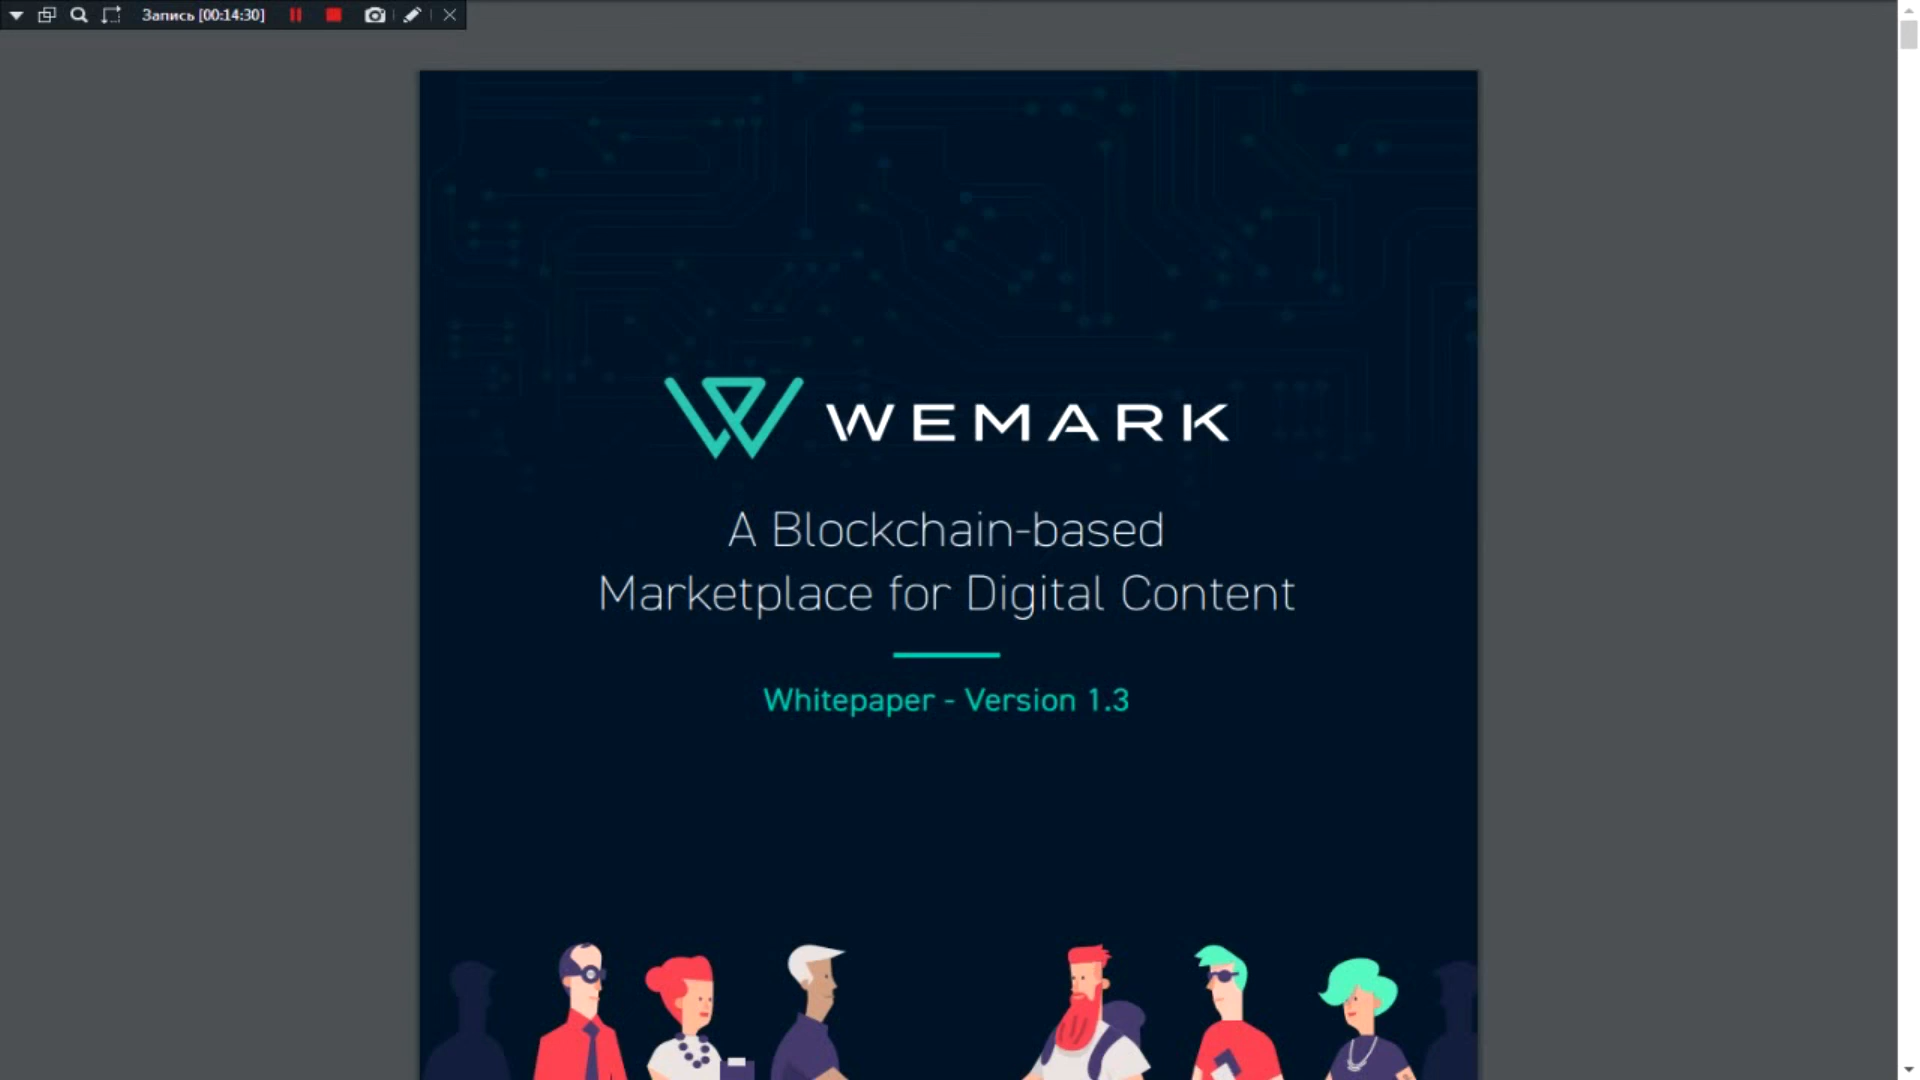 Запись [00:14:30]
WEMARK
A Blockchain-based
Marketplace for Digital Content
Whitepaper - Version 1.3